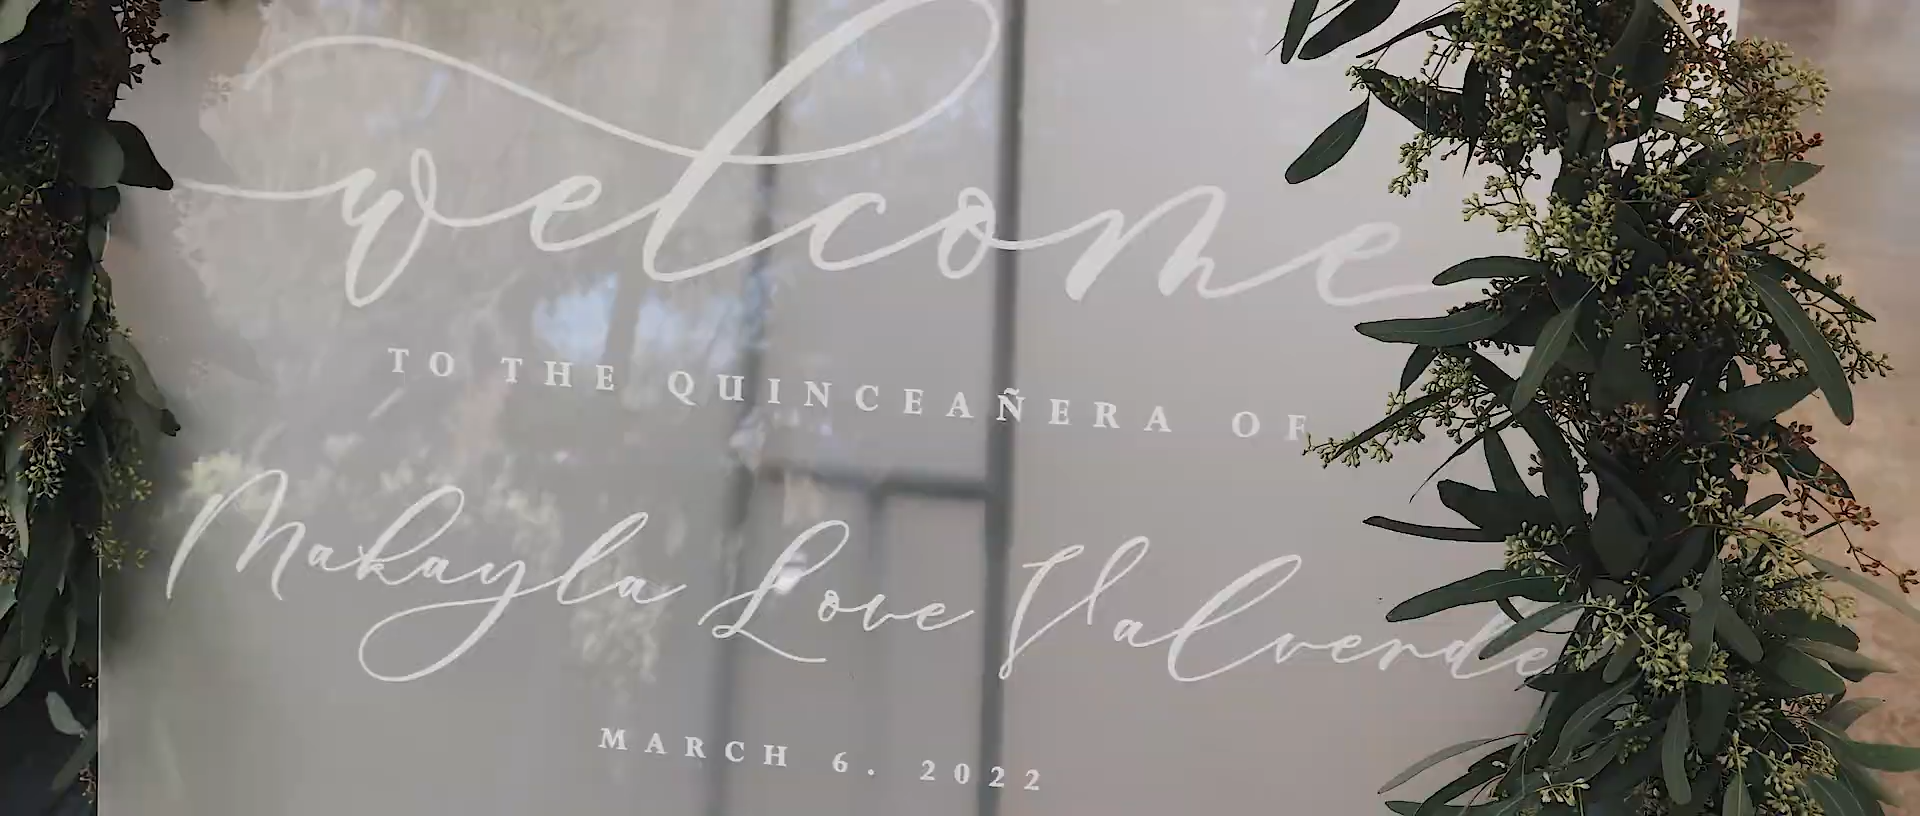 welcome
TO THE QUINCEAÑERA OF
Makayla Love Valverde
MARCH 6. 2022